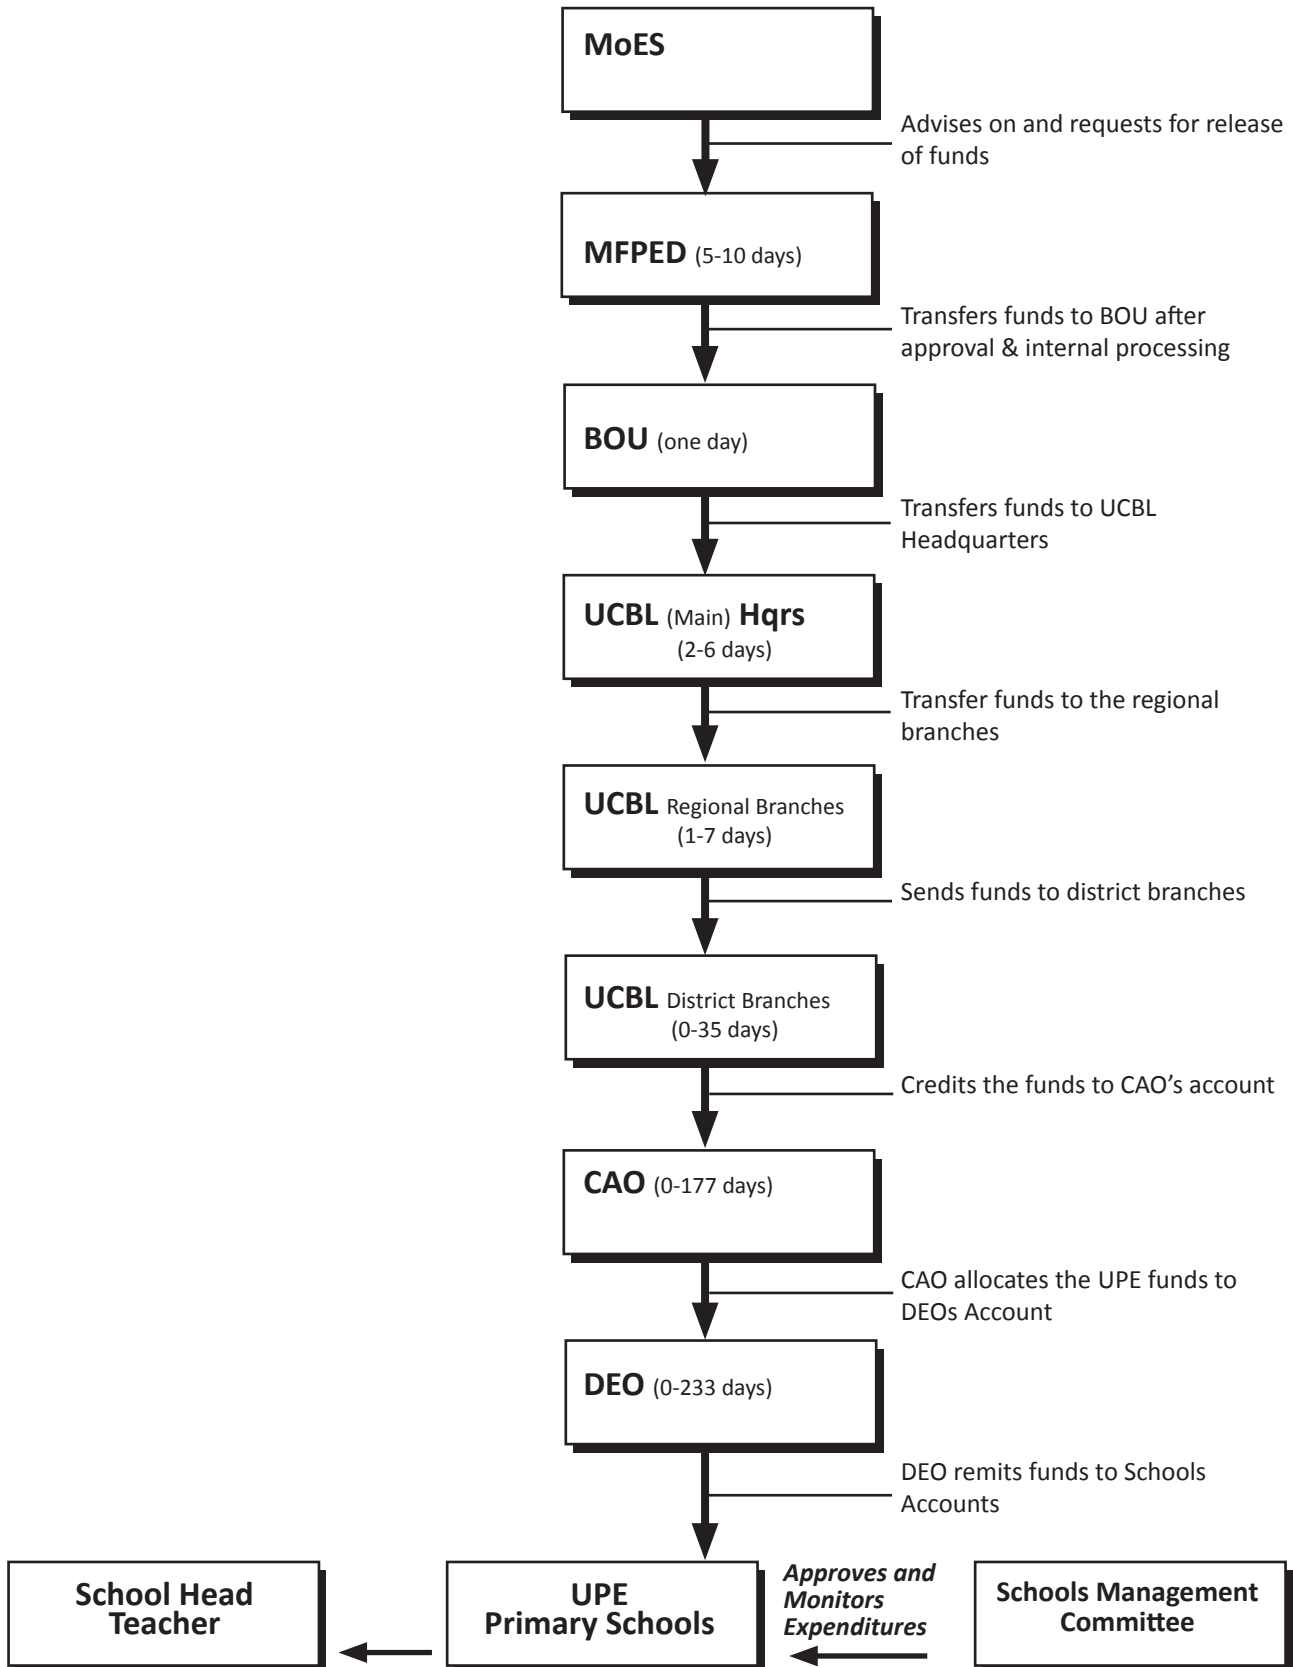 MoES
Advises on and requests for release
of funds
MFPED (5-10 days)
Transfers funds to BOU after
approval & internal processing
BOU (one day)
Transfers funds to UCBL
Headquarters
UCBL (Main) Hqrs
(2-6 days)
Transfer funds to the regional
branches
UCBL Regional Branches
(1-7 days)
Sends funds to district branches
UCBL District Branches
(0-35 days)
Credits the funds to CAO’s account
CAO (0-177 days)
CAO allocates the UPE funds to
DEOs Account
DEO (0-233 days)
DEO remits funds to Schools
Accounts
School Head
Teacher
UPE
Primary Schools
Approves and
Monitors
Expenditures
Schools Management
Committee